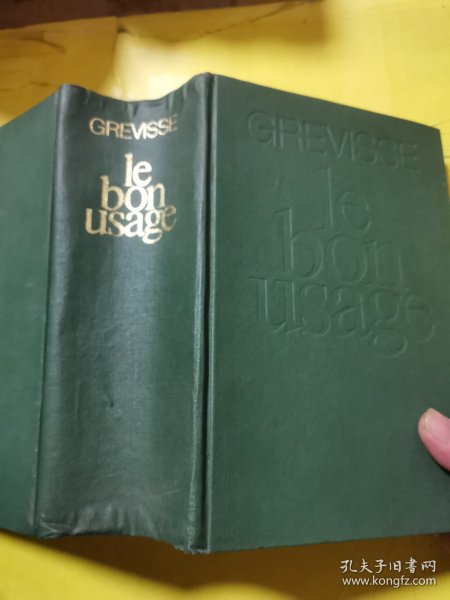 GREVISSE
le
bon
usage
GREVISSE
le
bon
usage
孔夫子旧书网
www.kongfz.com